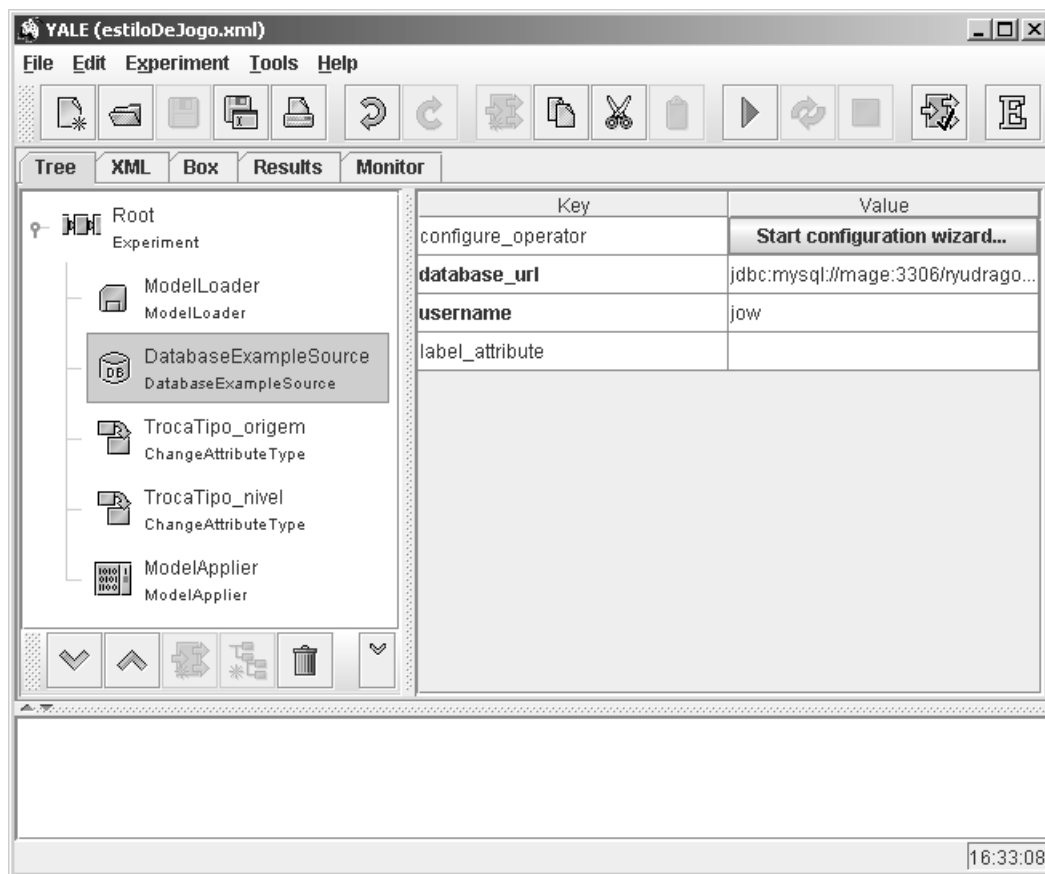 YALE (estiloDeJogo.xml)
File Edit Experiment Tools Help
E
Tree XML Box Results Monitor
Root
Experiment
ModelLoader
ModelLoader
DB
DatabaseExampleSource
DatabaseExampleSource
TrocaTipo_origem
ChangeAttributeType
TrocaTipo_nivel
ChangeAttributeType
ModelApplier
ModelApplier
Key Value
configure_operator Start configuration wizard...
database_url jdbc:mysql://mage:3306/ryudrago...
username jow
label_attribute
16:33:08